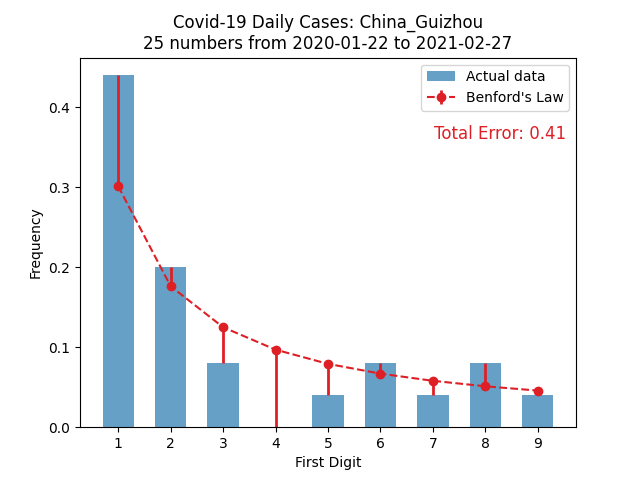 Covid-19 Daily Cases: China_Guizhou
25 numbers from 2020-01-22 to 2021-02-27
Actual data
Benford's Law
Total Error: 0.41
Frequency
0.4
0.3
0.2
0.1
0.0
1 2 3 4 5 6 7 8 9
First Digit